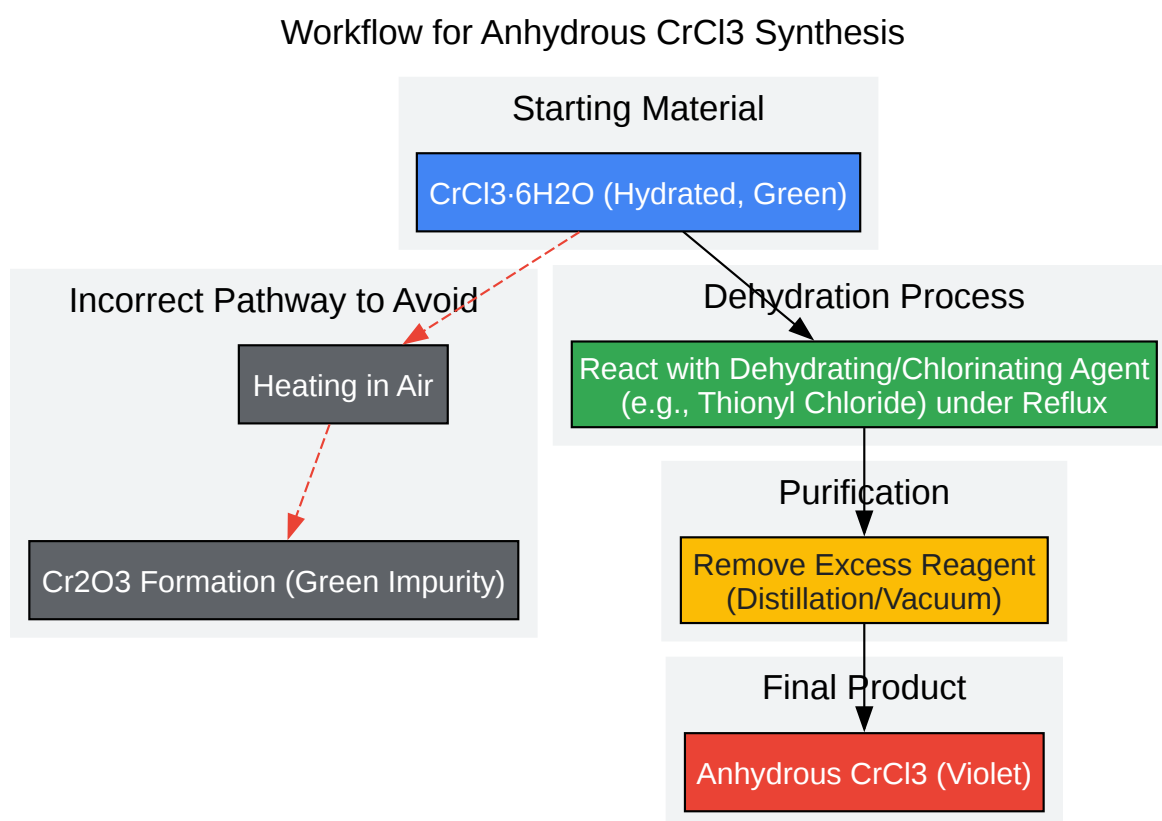 Workflow for Anhydrous CrCl3 Synthesis
Starting Material
CrCl3·6H2O (Hydrated, Green)
Incorrect Pathway to Avoid
Heating in Air
Cr2O3 Formation (Green Impurity)
Dehydration Process
React with Dehydrating/Chlorinating Agent
(e.g., Thionyl Chloride) under Reflux
Purification
Remove Excess Reagent
(Distillation/Vacuum)
Final Product
Anhydrous CrCl3 (Violet)